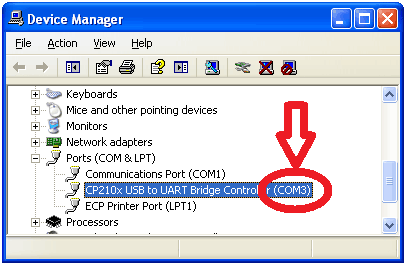 Device Manager
File Action View Help
Keyboards
Mice and other pointing devices
Monitors
Network adapters
Ports (COM & LPT)
Communications Port (COM1)
CP210x USB to UART Bridge Controller (COM3)
ECP Printer Port (LPT1)
Processors